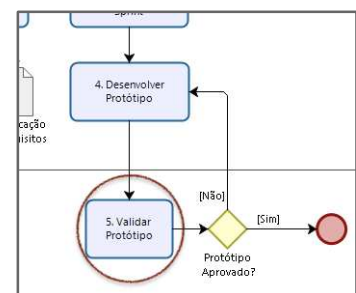 Sprint
4. Desenvolver
Protótipo
cação
uisitos
[Não]
[Sim]
5. Validar
Protótipo
Protótipo
Aprovado?